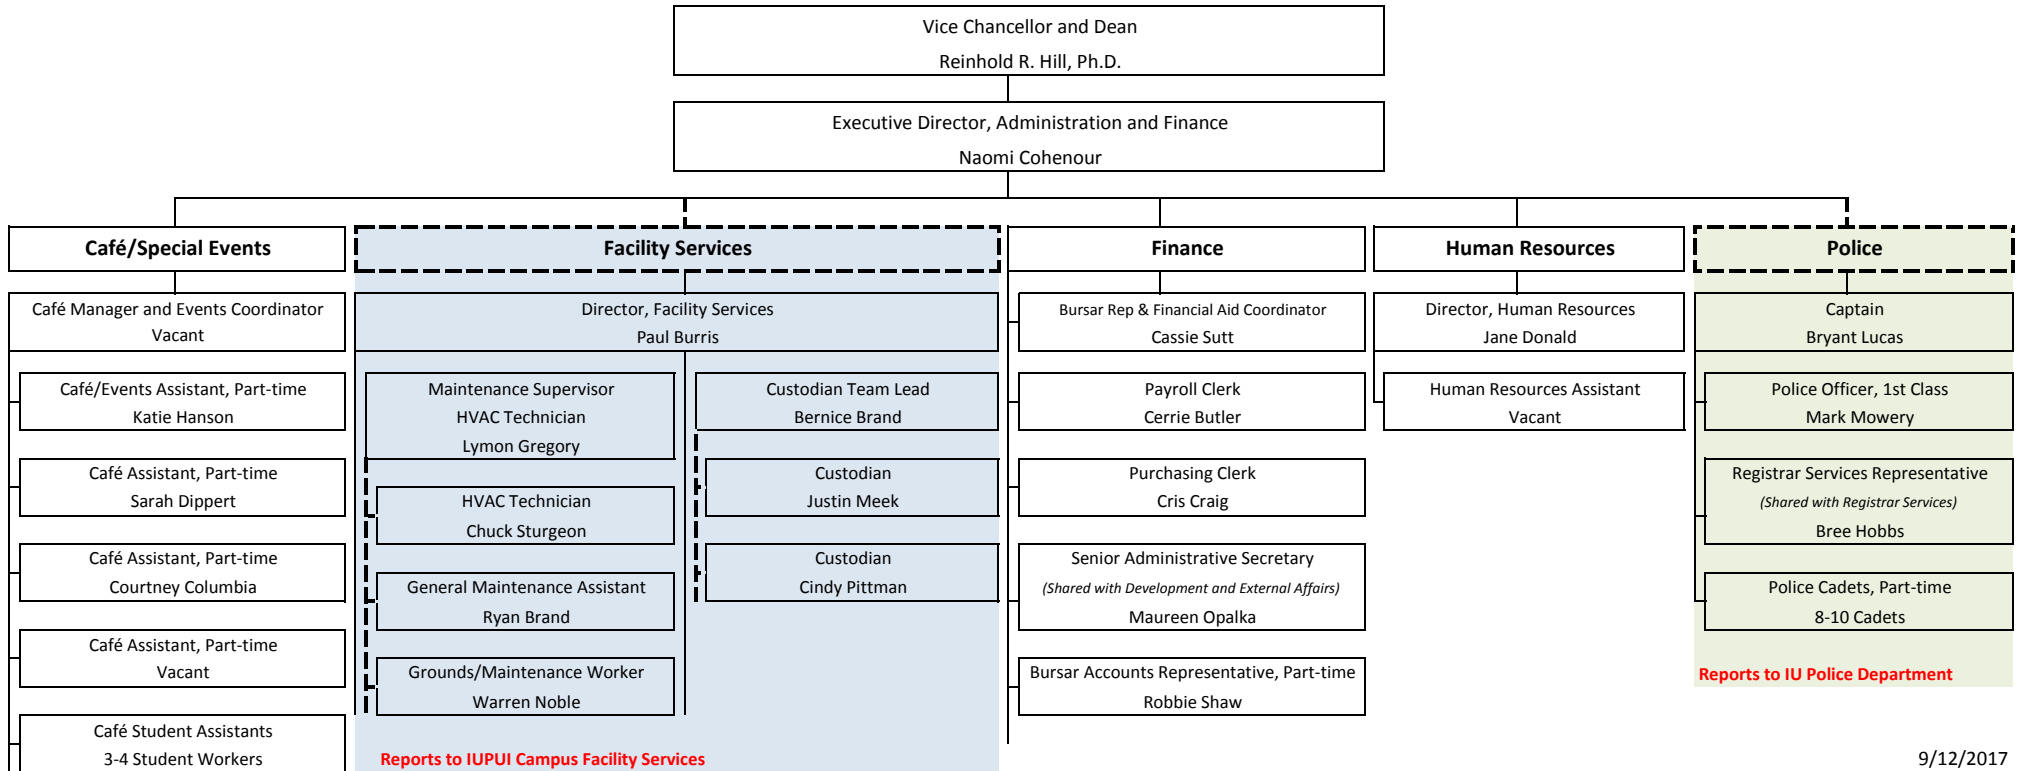 Vice Chancellor and Dean
Reinhold R. Hill, Ph.D.
Executive Director, Administration and Finance
Naomi Cohenour
Café/Special Events
Café Manager and Events Coordinator
Vacant
Café/Events Assistant, Part-time
Katie Hanson
Café Assistant, Part-time
Sarah Dippert
Café Assistant, Part-time
Courtney Columbia
Café Assistant, Part-time
Vacant
Café Student Assistants
3-4 Student Workers
Facility Services
Director, Facility Services
Paul Burris
Maintenance Supervisor
HVAC Technician
Lymon Gregory
HVAC Technician
Chuck Sturgeon
General Maintenance Assistant
Ryan Brand
Grounds/Maintenance Worker
Warren Noble
Custodian Team Lead
Bernice Brand
Custodian
Justin Meek
Custodian
Cindy Pittman
Reports to IUPUI Campus Facility Services
Finance
Bursar Rep & Financial Aid Coordinator
Cassie Sutt
Payroll Clerk
Cerrie Butler
Purchasing Clerk
Cris Craig
Senior Administrative Secretary
(Shared with Development and External Affairs)
Maureen Opalka
Bursar Accounts Representative, Part-time
Robbie Shaw
Human Resources
Director, Human Resources
Jane Donald
Human Resources Assistant
Vacant
Police
Captain
Bryant Lucas
Police Officer, 1st Class
Mark Mowery
Registrar Services Representative
(Shared with Registrar Services)
Bree Hobbs
Police Cadets, Part-time
8-10 Cadets
Reports to IU Police Department
9/12/2017